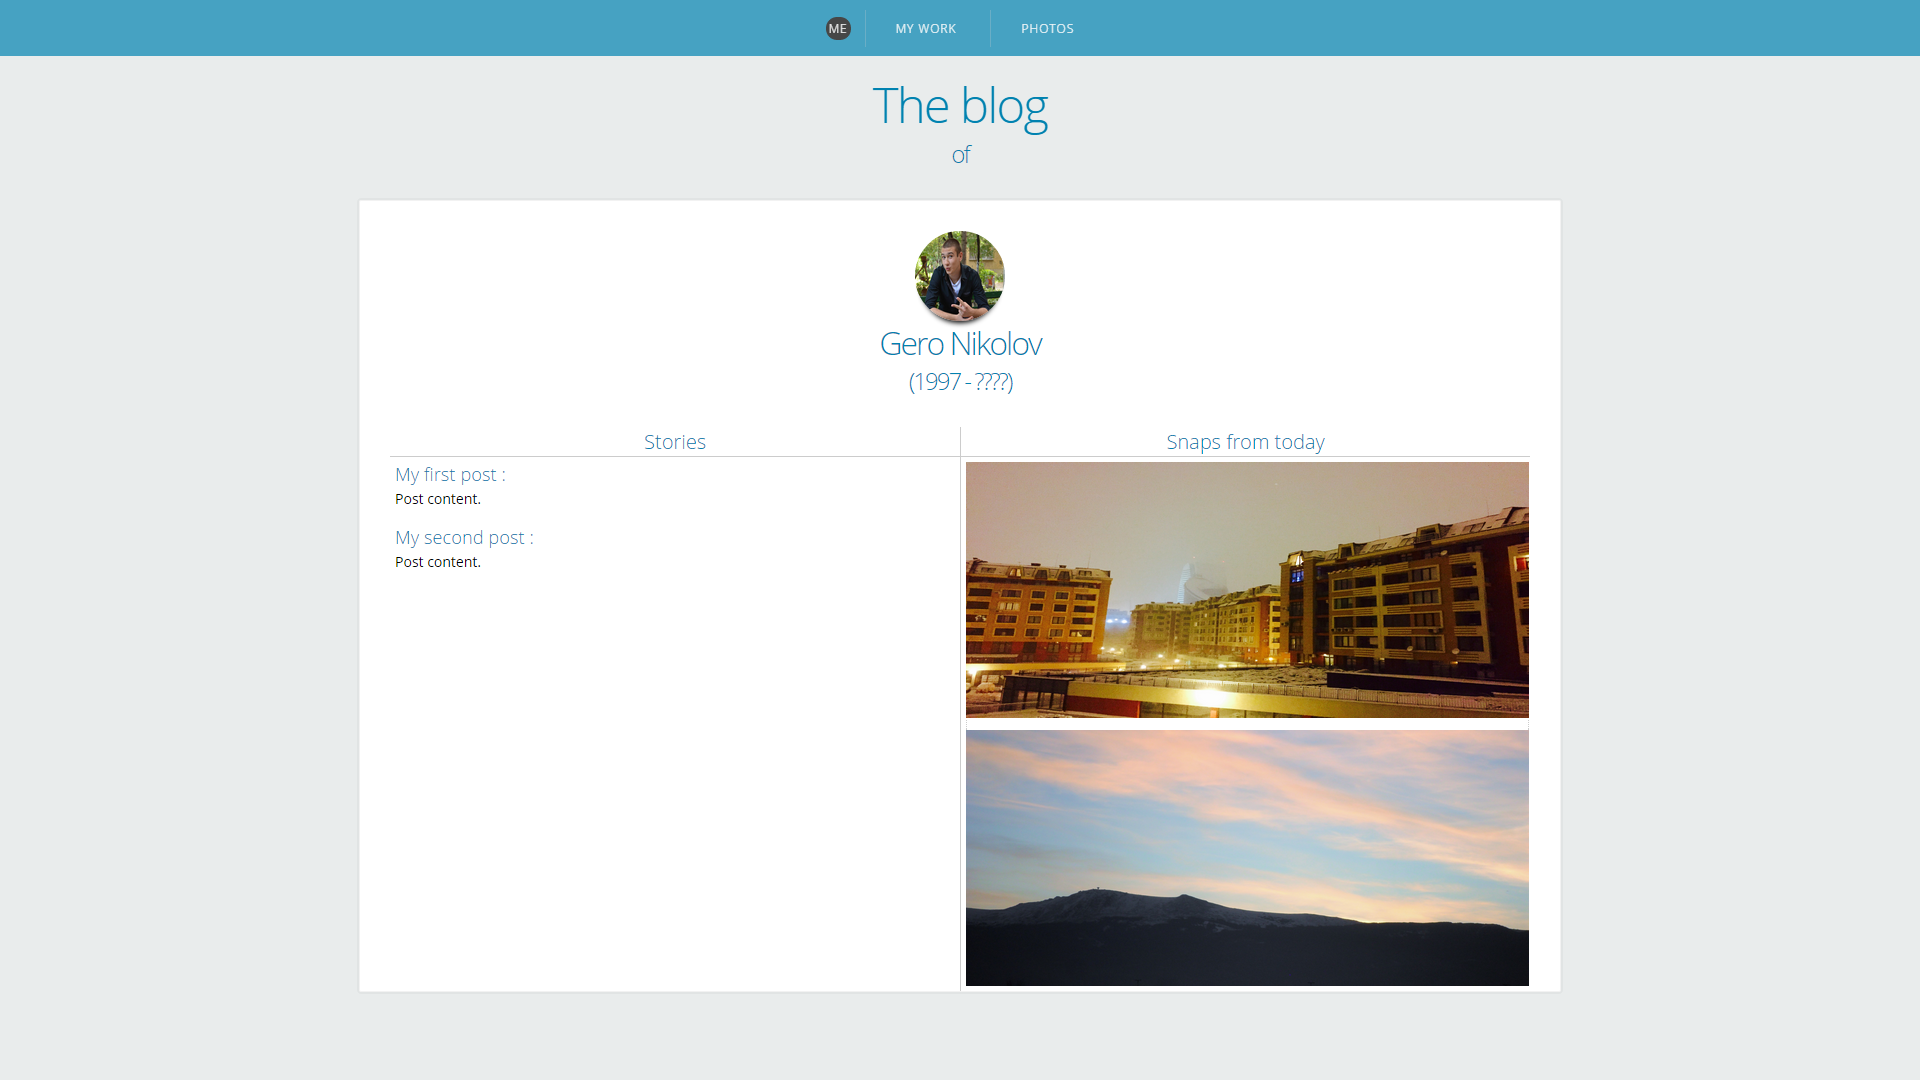 ME
MY WORK
PHOTOS
The blog
of
Gero Nikolov
(1997 - ????)
Stories
My first post :
Post content.
My second post :
Post content.
Snaps from today